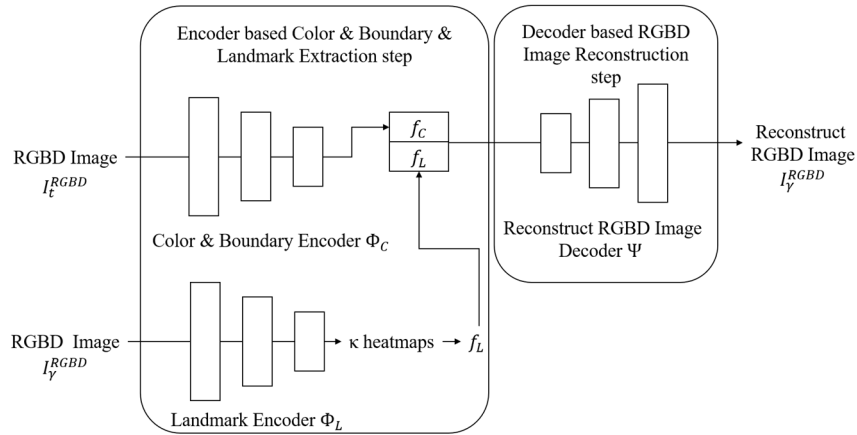 Encoder based Color & Boundary &
Landmark Extraction step
Decoder based RGBD
Image Reconstruction
step
RGBD Image
I_t^{RGBD}
f_C
f_L
Reconstruct
RGBD Image
I_γ^{RGBD}
Color & Boundary Encoder Φ_C
Reconstruct RGBD Image
Decoder Ψ
RGBD Image
I_γ^{RGBD}
κ heatmaps
f_L
Landmark Encoder Φ_L